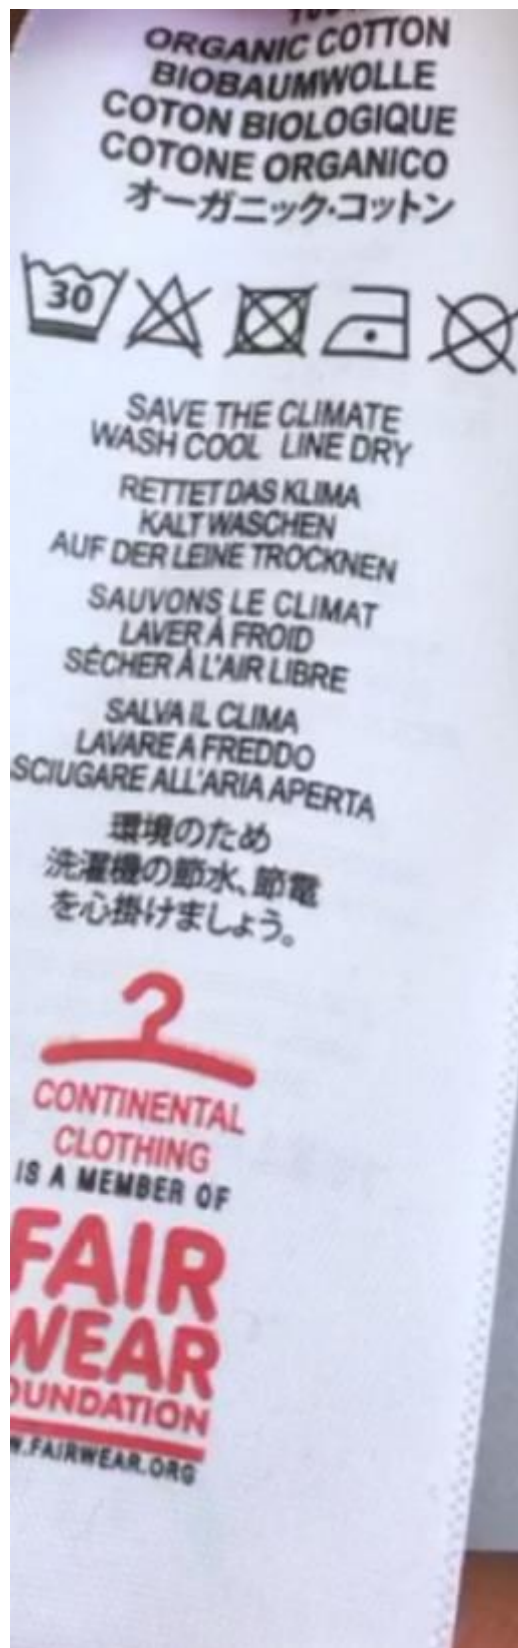 ORGANIC COTTON
BIOBAUMWOLLE
COTON BIOLOGIQUE
COTONE ORGANICO
オーガニック・コットン
30
SAVE THE CLIMATE
WASH COOL LINE DRY
RETTET DAS KLIMA
KALT WASCHEN
AUF DER LEINE TROCKNEN
SAUVONS LE CLIMAT
LAVER À FROID
SÉCHER À L'AIR LIBRE
SALVA IL CLIMA
LAVARE A FREDDO
SCIUGARE ALL'ARIA APERTA
環境のため
洗濯機の節水、節電
を心掛けましょう。
CONTINENTAL
CLOTHING
IS A MEMBER OF
FAIR
WEAR
OUNDATION
W.FAIRWEAR.ORG